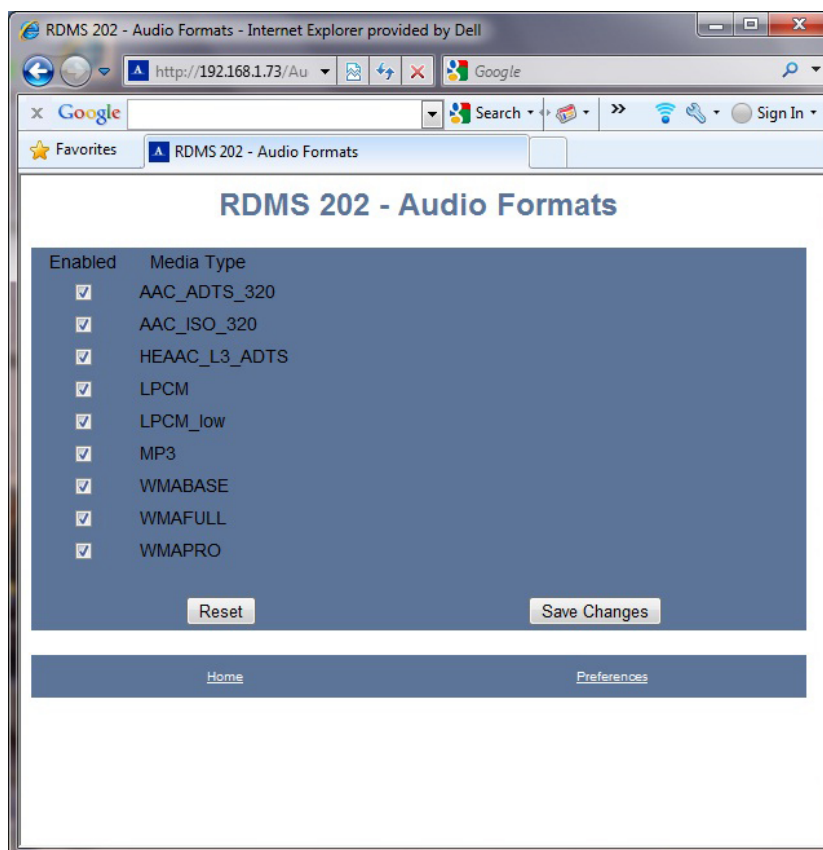 RDMS 202 - Audio Formats - Internet Explorer provided by Dell
http://192.168.1.73/Au
Google
x Google Search Sign In
Favorites RDMS 202 - Audio Formats
RDMS 202 - Audio Formats
Enabled Media Type
AAC_ADTS_320
AAC_ISO_320
HEAAC_L3_ADTS
LPCM
LPCM_low
MP3
WMABASE
WMAFULL
WMAPRO
Reset Save Changes
Home Preferences